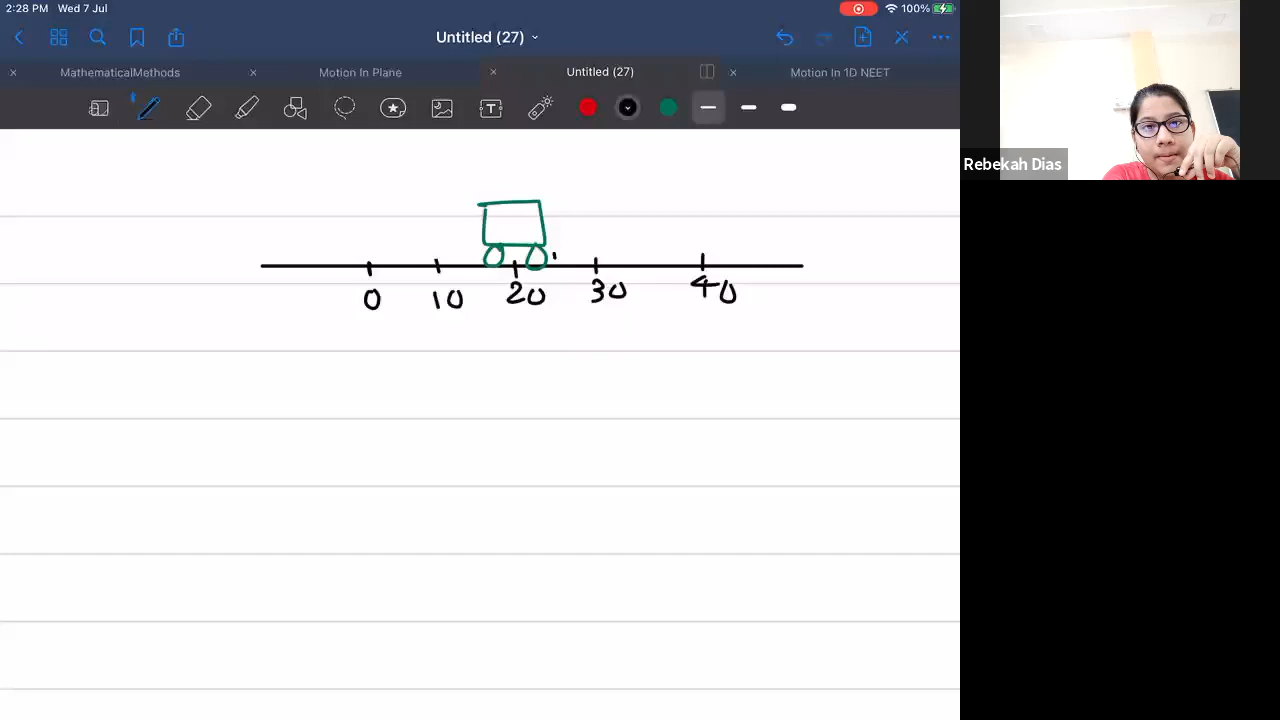 2:28 PM Wed 7 Jul
100%
Untitled (27)
MathematicalMethods
Motion In Plane
Untitled (27)
Motion In 1D NEET
T
Rebekah Dias
0 10 20 30 40